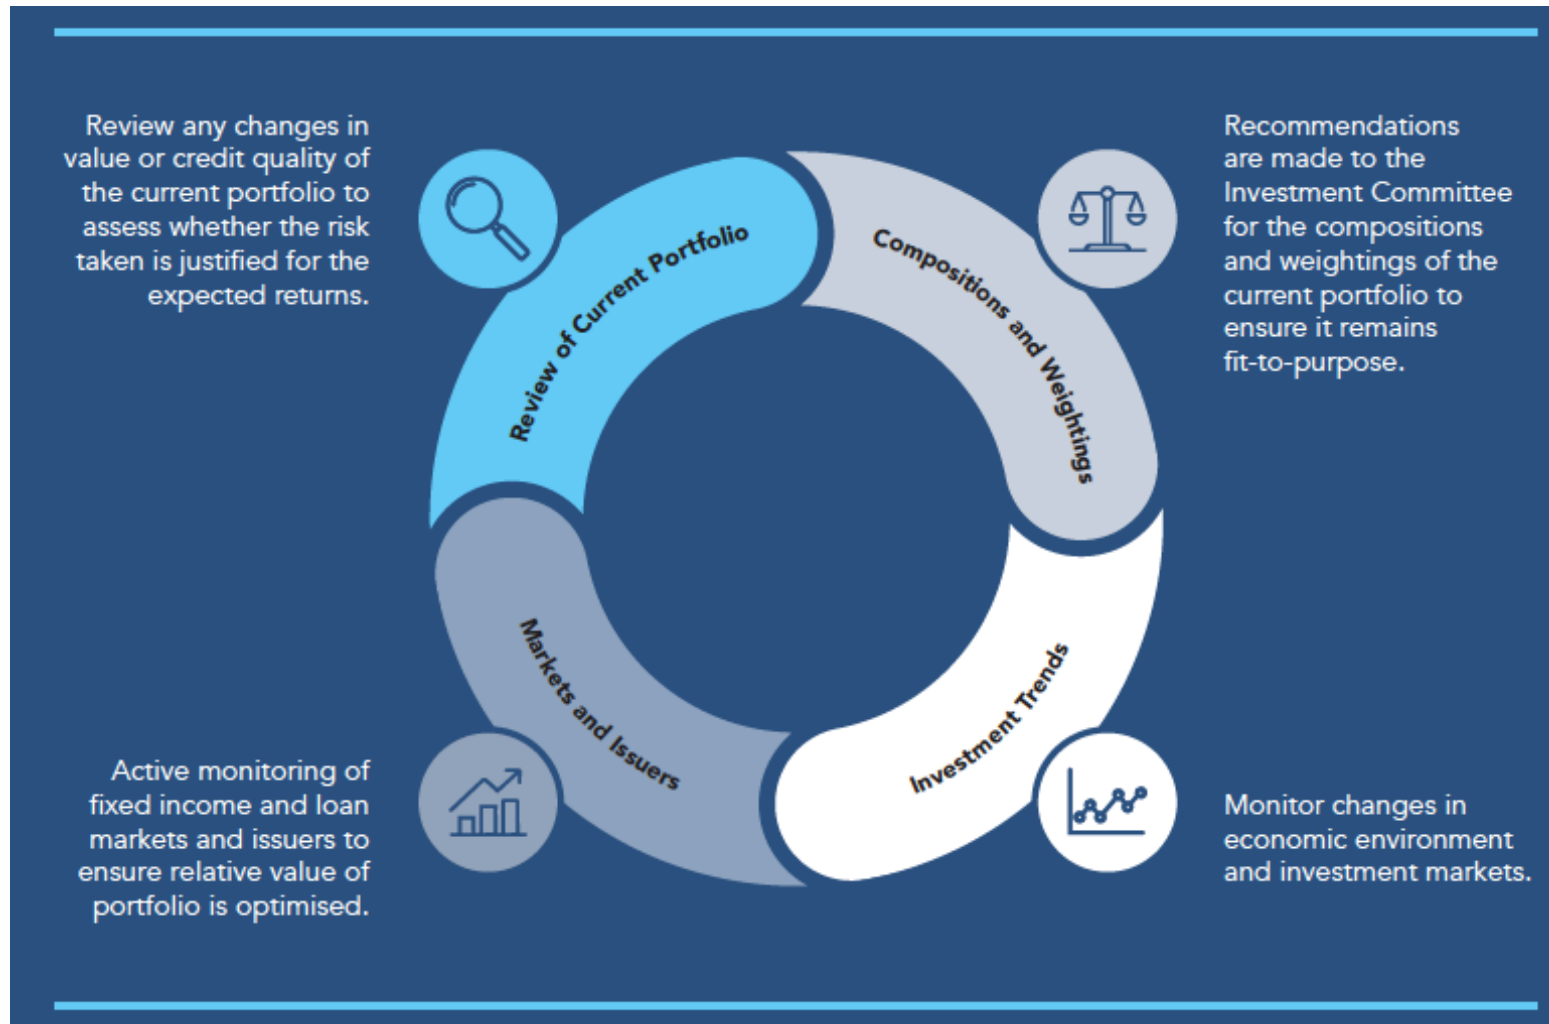 Review any changes in
value or credit quality of
the current portfolio to
assess whether the risk
taken is justified for the
expected returns.
Review of Current Portfolio
Compositions and Weightings
Recommendations
are made to the
Investment Committee
for the compositions
and weightings of the
current portfolio to
ensure it remains
fit-to-purpose.
Markets and Issuers
Active monitoring of
fixed income and loan
markets and issuers to
ensure relative value of
portfolio is optimised.
Investment Trends
Monitor changes in
economic environment
and investment markets.